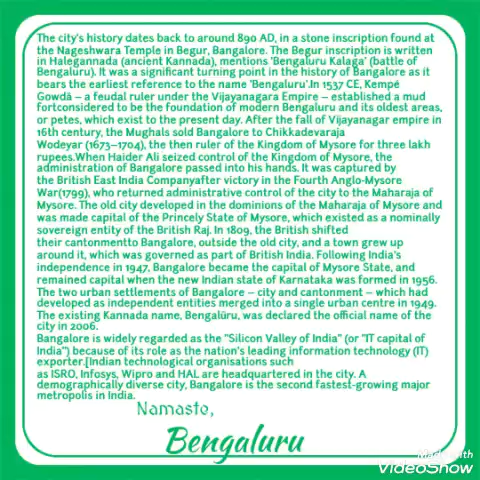 The city's history dates back to around 890 AD, in a stone inscription found at
the Nageshwara Temple in Begur, Bangalore. The Begur inscription is written
in Halegannada (ancient Kannada), mentions 'Bengaluru Kalaga' (battle of
Bengaluru). It was a significant turning point in the history of Bangalore as it
bears the earliest reference to the name 'Bengaluru'.In 1537 CE, Kempé
Gowdā – a feudal ruler under the Vijayanagara Empire – established a mud
fortconsidered to be the foundation of modern Bengaluru and its oldest areas,
or petes, which exist to the present day. After the fall of Vijayanagar empire in
16th century, the Mughals sold Bangalore to Chikkadevaraja
Wodeyar (1673–1704), the then ruler of the Kingdom of Mysore for three lakh
rupees.When Haider Ali seized control of the Kingdom of Mysore, the
administration of Bangalore passed into his hands. It was captured by
the British East India Companyafter victory in the Fourth Anglo-Mysore
War(1799), who returned administrative control of the city to the Maharaja of
Mysore. The old city developed in the dominions of the Maharaja of Mysore and
was made capital of the Princely State of Mysore, which existed as a nominally
sovereign entity of the British Raj. In 1809, the British shifted
their cantonmentto Bangalore, outside the old city, and a town grew up
around it, which was governed as part of British India. Following India's
independence in 1947, Bangalore became the capital of Mysore State, and
remained capital when the new Indian state of Karnataka was formed in 1956.
The two urban settlements of Bangalore – city and cantonment – which had
developed as independent entities merged into a single urban centre in 1949.
The existing Kannada name, Bengalūru, was declared the official name of the
city in 2006.
Bangalore is widely regarded as the "Silicon Valley of India" (or "IT capital of
India") because of its role as the nation's leading information technology (IT)
exporter.[Indian technological organisations such
as ISRO, Infosys, Wipro and HAL are headquartered in the city. A
demographically diverse city, Bangalore is the second fastest-growing major
metropolis in India.
Namaste,
Bengaluru
Made with
VideoShow